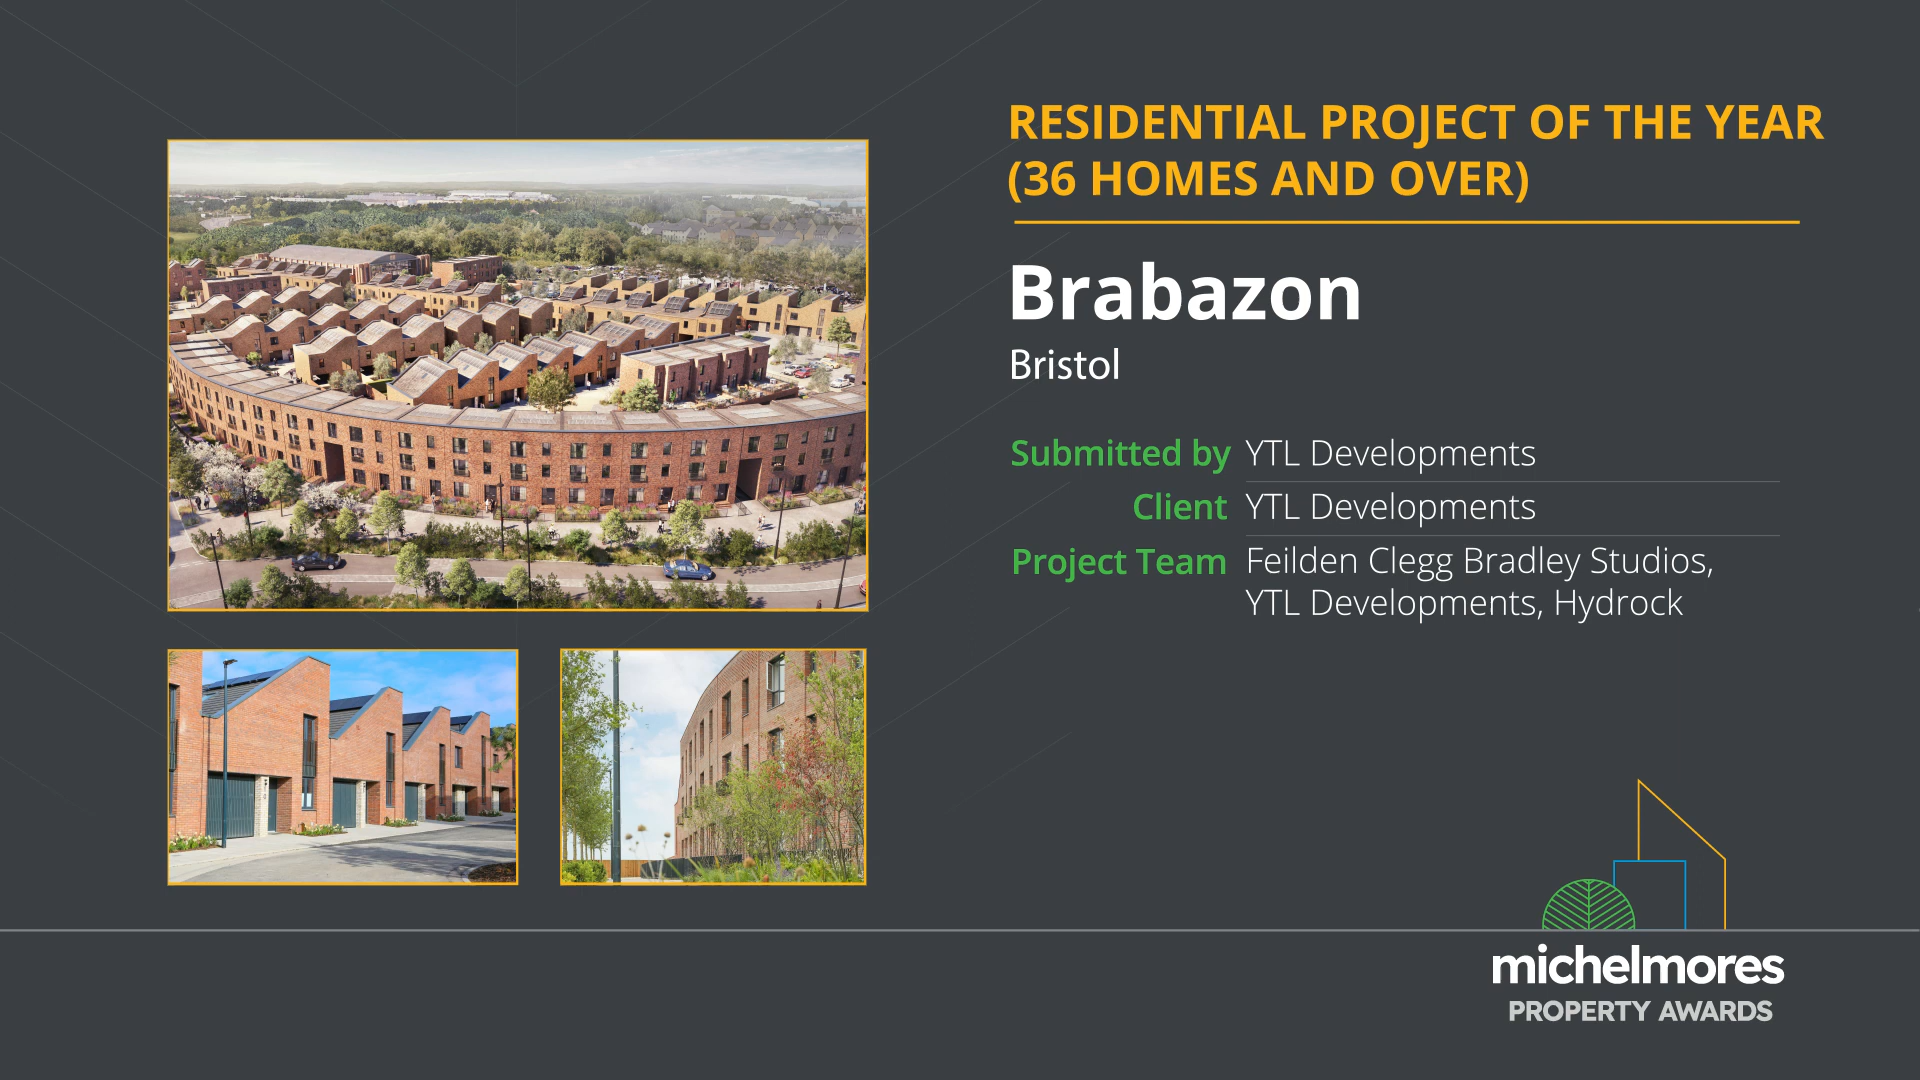 RESIDENTIAL PROJECT OF THE YEAR
(36 HOMES AND OVER)
Brabazon
Bristol
Submitted by YTL Developments
Client YTL Developments
Project Team Feilden Clegg Bradley Studios,
YTL Developments, Hydrock
michelmores
PROPERTY AWARDS